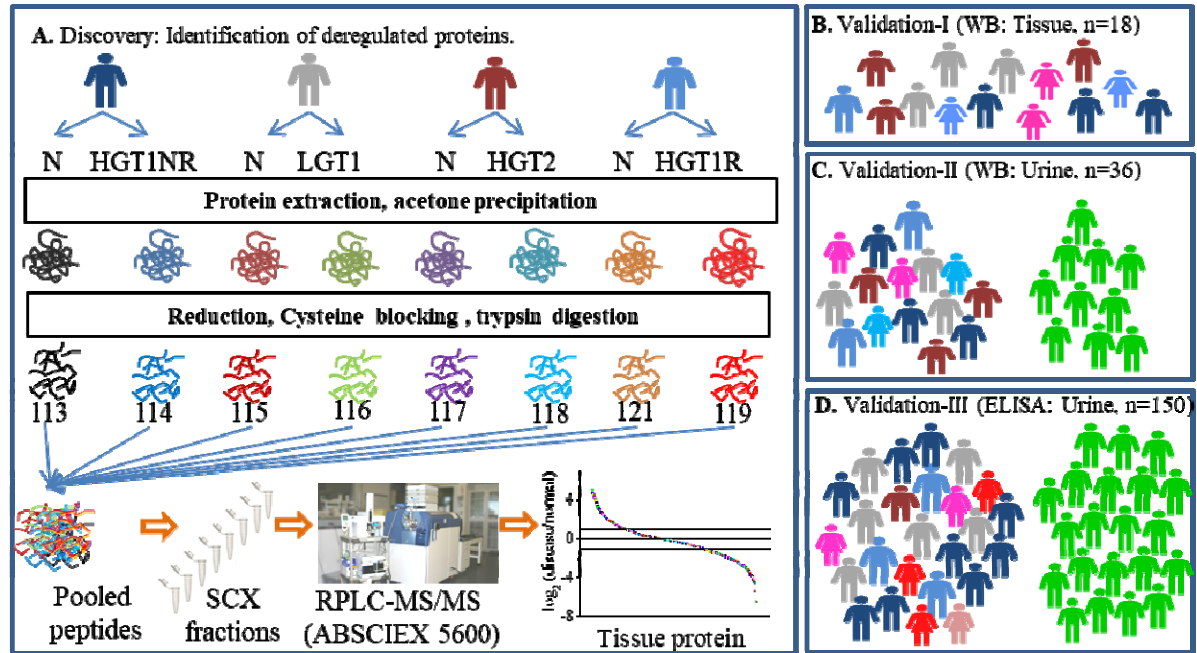 A. Discovery: Identification of deregulated proteins.
N HGT1NR N LGT1 N HGT2 N HGT1R
Protein extraction, acetone precipitation
Reduction, Cysteine blocking , trypsin digestion
113 114 115 116 117 118 121 119
Pooled
peptides
SCX
fractions
RPLC-MS/MS
(ABSCIEX 5600)
log2 (disease/normal)
4
0
-4
-8
Tissue protein
B. Validation-I (WB: Tissue, n=18)
C. Validation-II (WB: Urine, n=36)
D. Validation-III (ELISA: Urine, n=150)